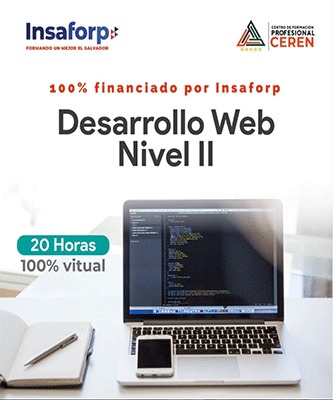 Insaforp
FORMANDO UN MEJOR EL SALVADOR
CENTRO DE FORMACIÓN
PROFESIONAL
CEREN
100% financiado por Insaforp
Desarrollo Web
Nivel II
20 Horas
100% vitual